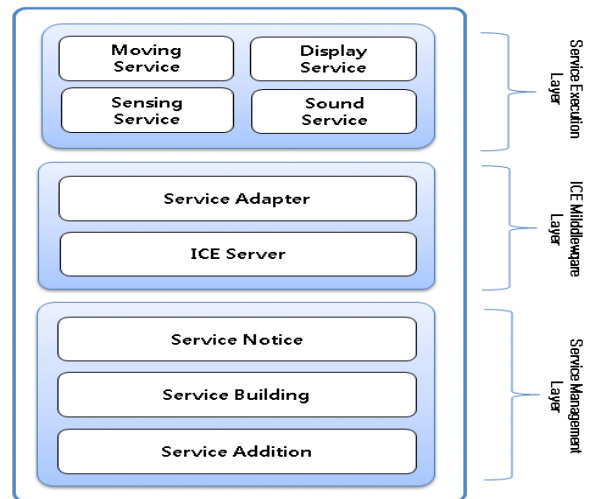 Moving
Service
Display
Service
Sensing
Service
Sound
Service
Service Execution
Layer
Service Adapter
ICE Server
ICE Milddlewgare
Layer
Service Notice
Service Building
Service Addition
Service Management
Layer